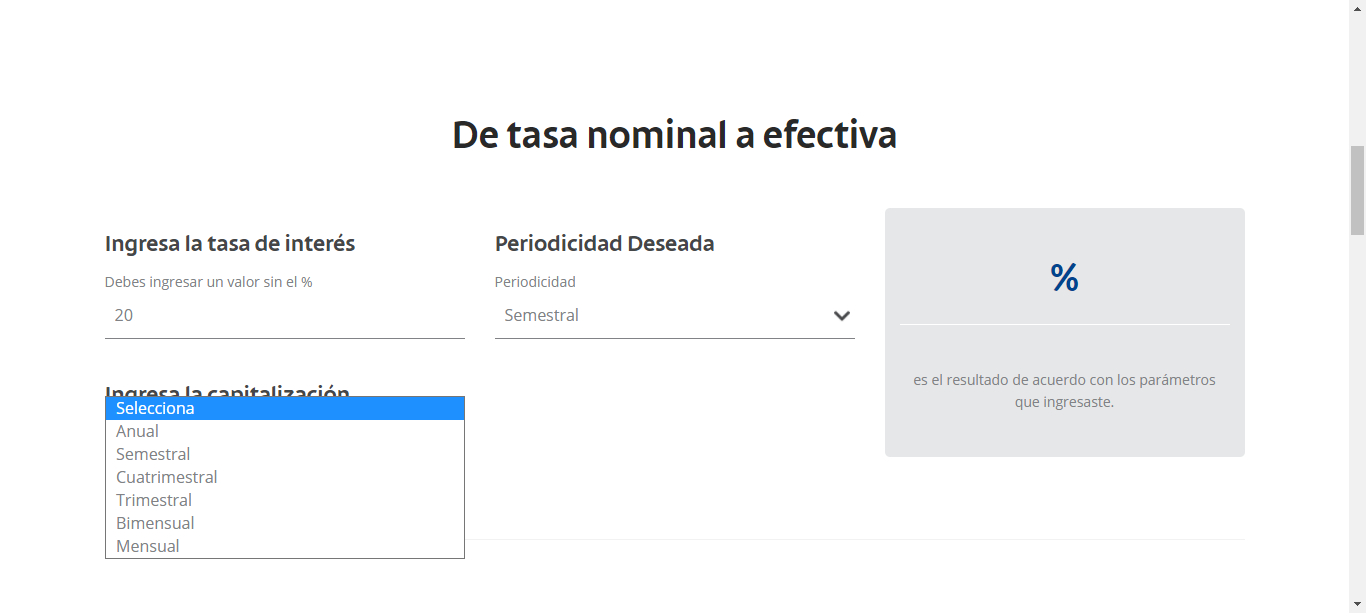 De tasa nominal a efectiva
Ingresa la tasa de interés
Debes ingresar un valor sin el %
20
Periodicidad Deseada
Periodicidad
Semestral
%
es el resultado de acuerdo con los parámetros
que ingresaste.
Ingresa la capitalización
Selecciona
Anual
Semestral
Cuatrimestral
Trimestral
Bimensual
Mensual